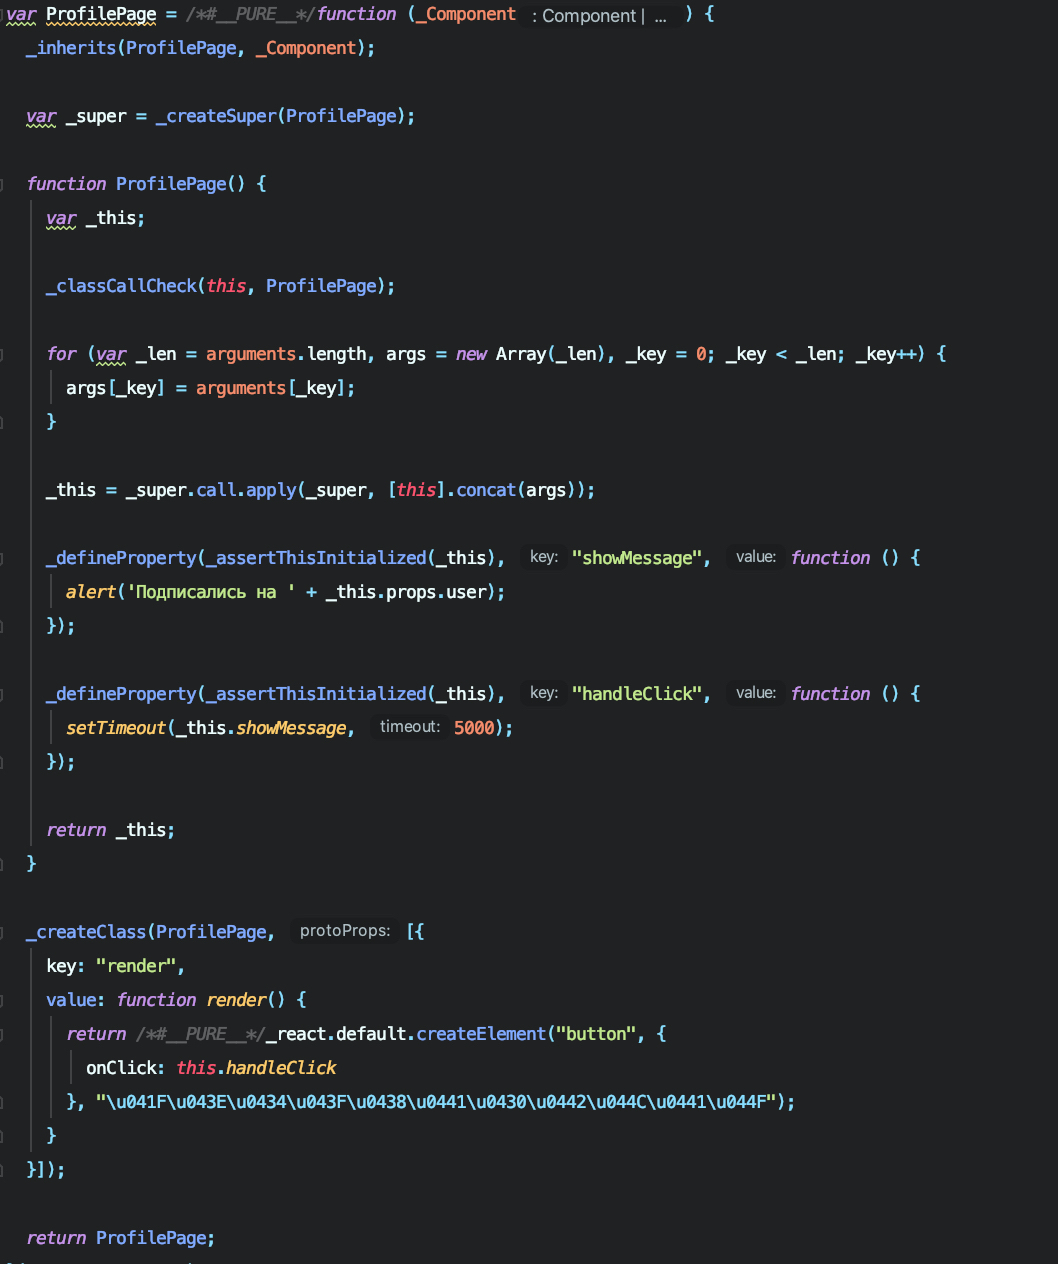 var ProfilePage = /*#__PURE__*/function (_Component : Component | ... ) {
_inherits(ProfilePage, _Component);
var _super = _createSuper(ProfilePage);
function ProfilePage() {
var _this;
_classCallCheck(this, ProfilePage);
for (var _len = arguments.length, args = new Array(_len), _key = 0; _key < _len; _key++) {
args[_key] = arguments[_key];
}
_this = _super.call.apply(_super, [this].concat(args));
_defineProperty(_assertThisInitialized(_this), key: "showMessage", value: function () {
alert('Подписались на ' + _this.props.user);
});
_defineProperty(_assertThisInitialized(_this), key: "handleClick", value: function () {
setTimeout(_this.showMessage, timeout: 5000);
});
return _this;
}
_createClass(ProfilePage, protoProps: [{
key: "render",
value: function render() {
return /*#__PURE__*/_react.default.createElement("button", {
onClick: this.handleClick
}, "\u041F\u043E\u0434\u043F\u0438\u0441\u0430\u0442\u044C\u0441\u044F");
}
}]);
return ProfilePage;